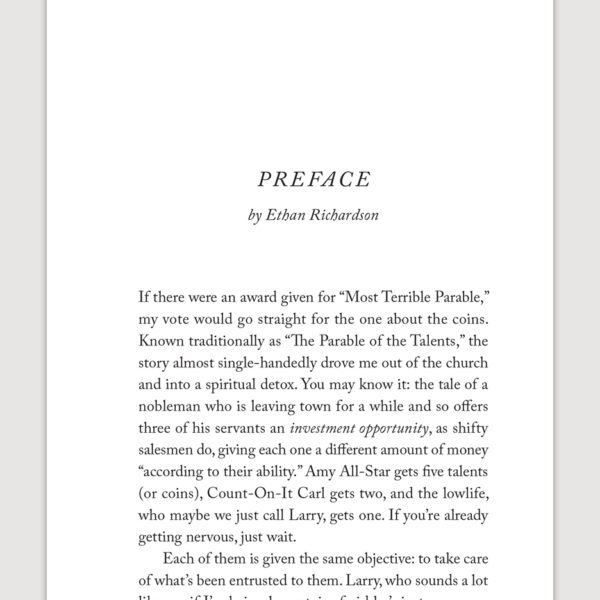 PREFACE
by Ethan Richardson
If there were an award given for “Most Terrible Parable,”
my vote would go straight for the one about the coins.
Known traditionally as “The Parable of the Talents,” the
story almost single-handedly drove me out of the church
and into a spiritual detox. You may know it: the tale of a
nobleman who is leaving town for a while and so offers
three of his servants an investment opportunity, as shifty
salesmen do, giving each one a different amount of money
“according to their ability.” Amy All-Star gets five talents
(or coins), Count-On-It Carl gets two, and the lowlife,
who maybe we just call Larry, gets one. If you’re already
getting nervous, just wait.
Each of them is given the same objective: to take care
of what’s been entrusted to them. Larry, who sounds a lot